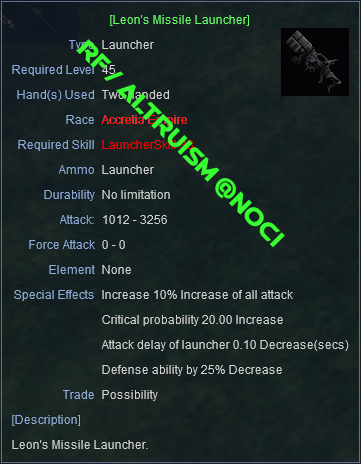 [Leon's Missile Launcher]
Type Launcher
Required Level 45
Hand(s) Used Two Handed
Race Accretia Empire
Required Skill
Ammo Launcher
Durability No limitation
Attack: 1012 - 3256
Force Attack 0 - 0
Element None
Special Effects Increase 10% Increase of all attack
Critical probability 20.00 Increase
Attack delay of launcher 0.10 Decrease(secs)
Defense ability by 25% Decrease
Trade Possibility
[Description]
Leon's Missile Launcher.
RF/ ALTRUISM @NOCI